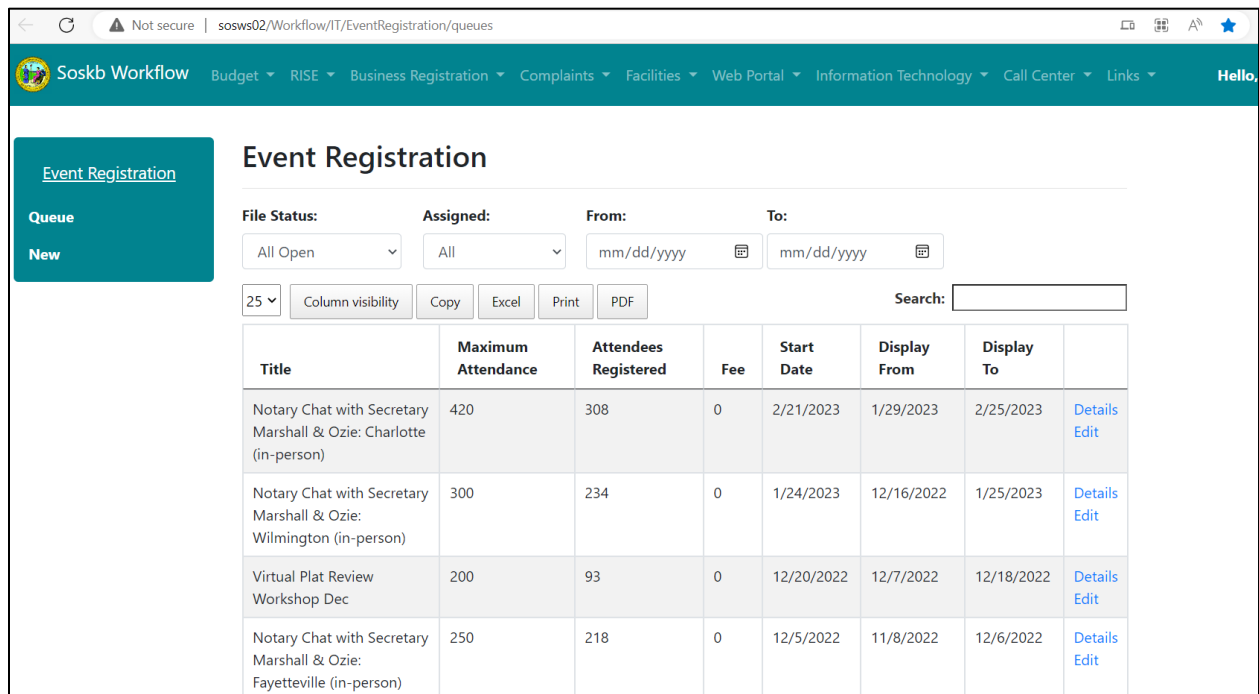 Not secure | sosws02/Workflow/IT/EventRegistration/queues
Soskb Workflow Budget RISE Business Registration Complaints Facilities Web Portal Information Technology Call Center Links Hello,
Event Registration
Queue
New
Event Registration
File Status: Assigned: From: To:
All Open All mm/dd/yyyy mm/dd/yyyy
25 Column visibility Copy Excel Print PDF Search:
Title Maximum Attendance Attendees Registered Fee Start Date Display From Display To
Notary Chat with Secretary 420 308 0 2/21/2023 1/29/2023 2/25/2023 Details
Marshall & Ozie: Charlotte Edit
(in-person)
Notary Chat with Secretary 300 234 0 1/24/2023 12/16/2022 1/25/2023 Details
Marshall & Ozie: Edit
Wilmington (in-person)
Virtual Plat Review 200 93 0 12/20/2022 12/7/2022 12/18/2022 Details
Workshop Dec Edit
Notary Chat with Secretary 250 218 0 12/5/2022 11/8/2022 12/6/2022 Details
Marshall & Ozie: Edit
Fayetteville (in-person)